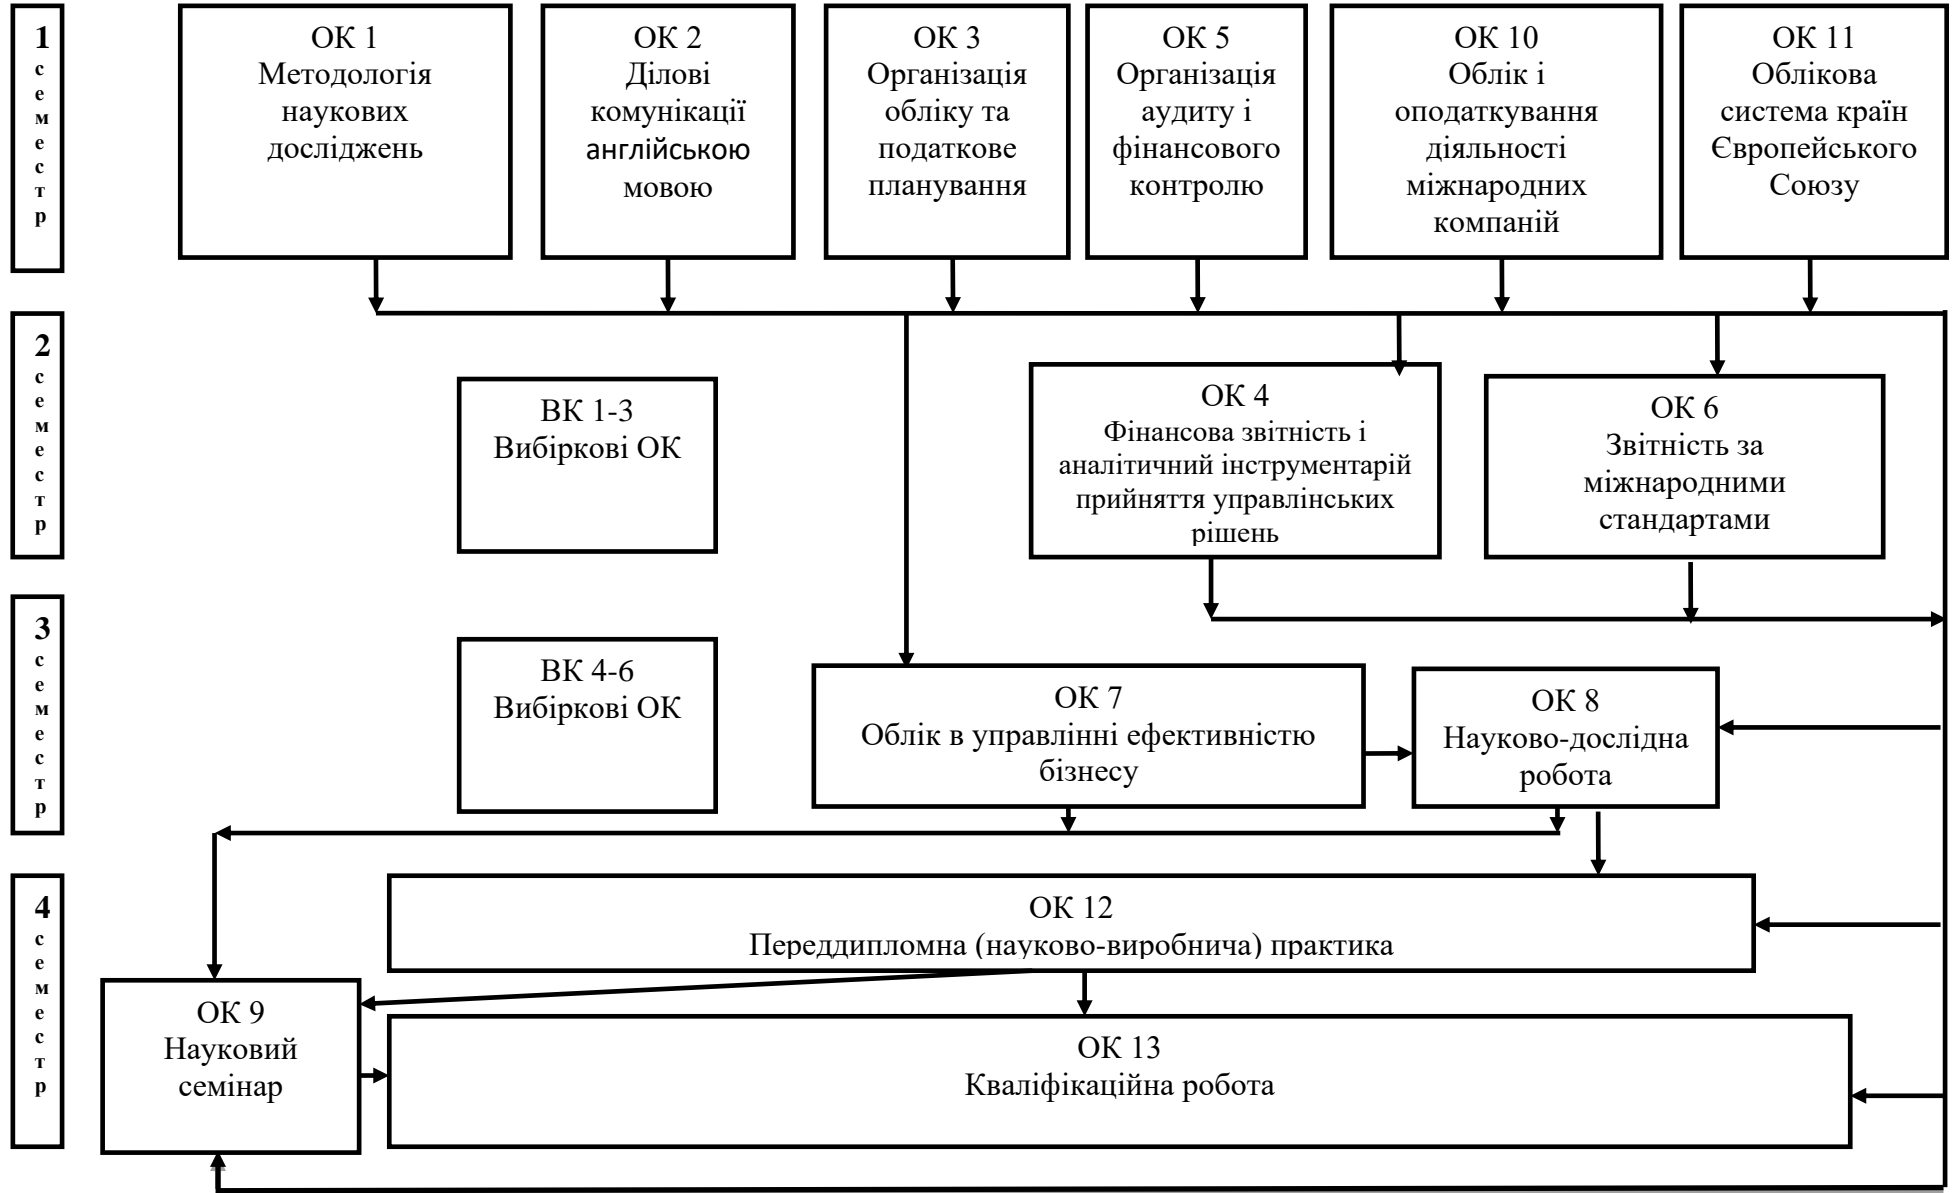 1
с
е
м
е
с
т
р
ОК 1
Методологія
наукових
досліджень
ОК 2
Ділові
комунікації
англійською
мовою
ОК 3
Організація
обліку та
податкове
планування
ОК 5
Організація
аудиту і
фінансового
контролю
ОК 10
Облік і
оподаткування
діяльності
міжнародних
компаній
ОК 11
Облікова
система країн
Європейського
Союзу
2
с
е
м
е
с
т
р
ВК 1-3
Вибіркові ОК
ОК 4
Фінансова звітність і
аналітичний інструментарій
прийняття управлінських
рішень
ОК 6
Звітність за
міжнародними
стандартами
3
с
е
м
е
с
т
р
ВК 4-6
Вибіркові ОК
ОК 7
Облік в управлінні ефективністю
бізнесу
ОК 8
Науково-дослідна
робота
4
с
е
м
е
с
т
р
ОК 12
Переддипломна (науково-виробнича) практика
ОК 9
Науковий
семінар
ОК 13
Кваліфікаційна робота